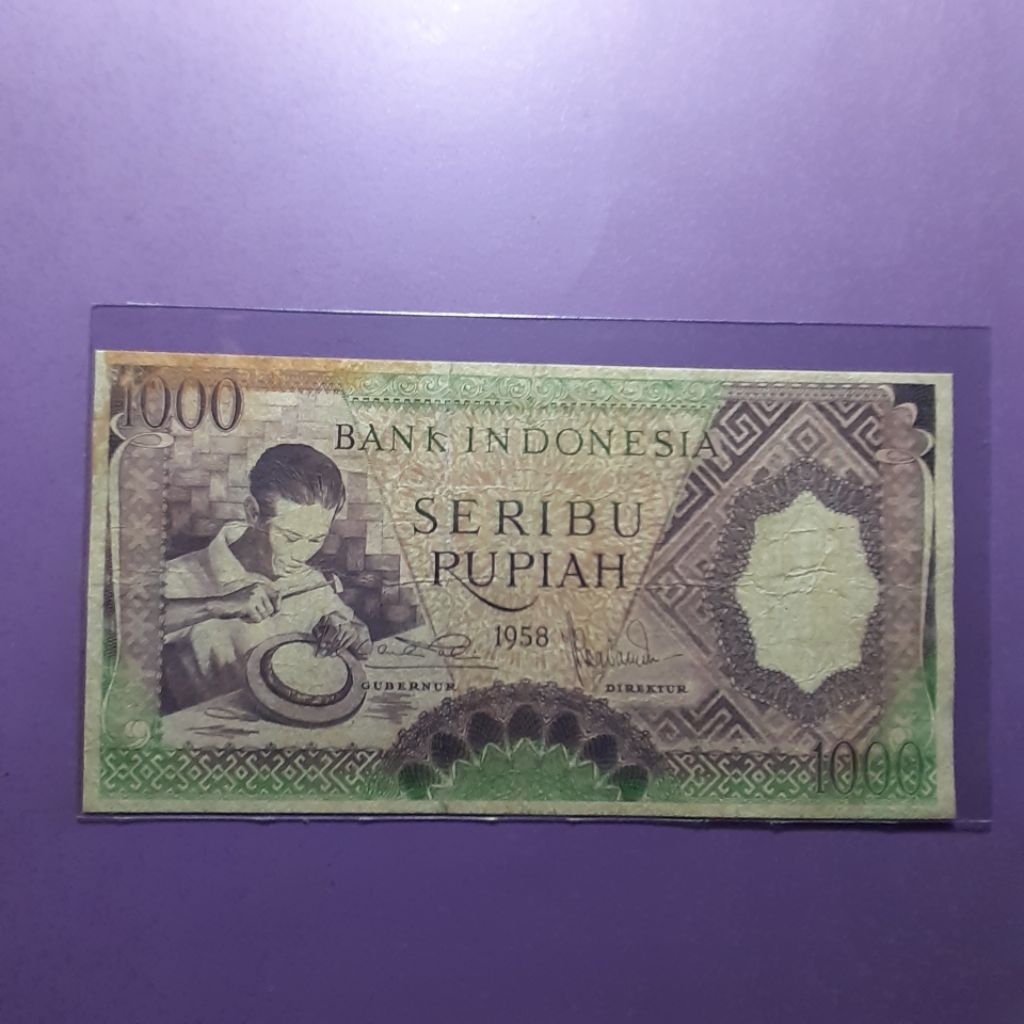 1000
BANK INDONESIA
SERIBU
RUPIAH
1958
GUBERNUR
DIREKTUR
1000